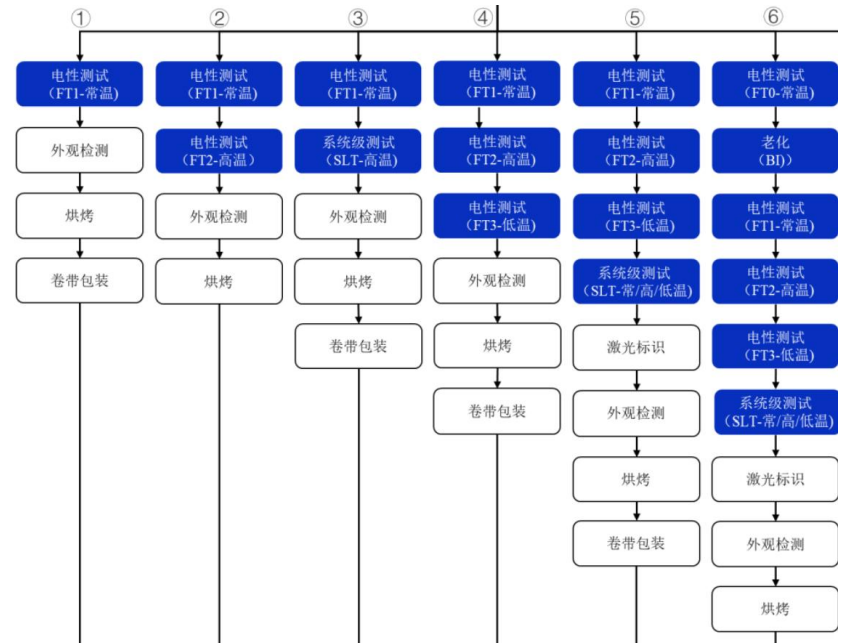 ①
②
③
④
⑤
⑥
电性测试
（FT1-常温)
外观检测
烘烤
卷带包装
电性测试
（FT1-常温)
电性测试
（FT2-高温）
外观检测
烘烤
电性测试
（FT1-常温)
系统级测试
（SLT-高温）
外观检测
烘烤
卷带包装
电性测试
（FT1-常温)
电性测试
（FT2-高温）
电性测试
（FT3-低温）
外观检测
烘烤
卷带包装
电性测试
（FT1-常温)
电性测试
（FT2-高温）
电性测试
（FT3-低温）
系统级测试
（SLT-常/高/低温)
激光标识
外观检测
烘烤
卷带包装
电性测试
（FT0-常温)
老化
（BI)）
电性测试
（FT1-常温)
电性测试
（FT2-高温）
电性测试
（FT3-低温）
系统级测试
（SLT-常/高/低温)
激光标识
外观检测
烘烤